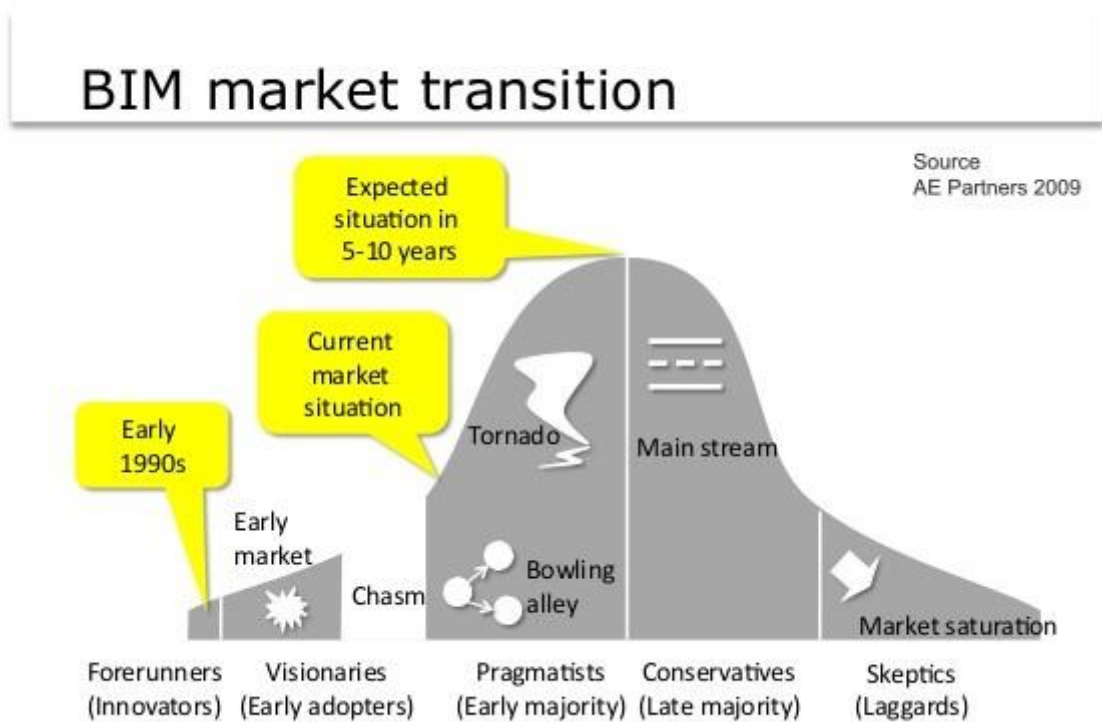 BIM market transition
Source
AE Partners 2009
Expected
situation in
5-10 years
Current
market
situation
Early
1990s
Early
market
Chasm
Tornado
Bowling
alley
Main stream
Market saturation
Forerunners
(Innovators)
Visionaries
(Early adopters)
Pragmatists
(Early majority)
Conservatives
(Late majority)
Skeptics
(Laggards)